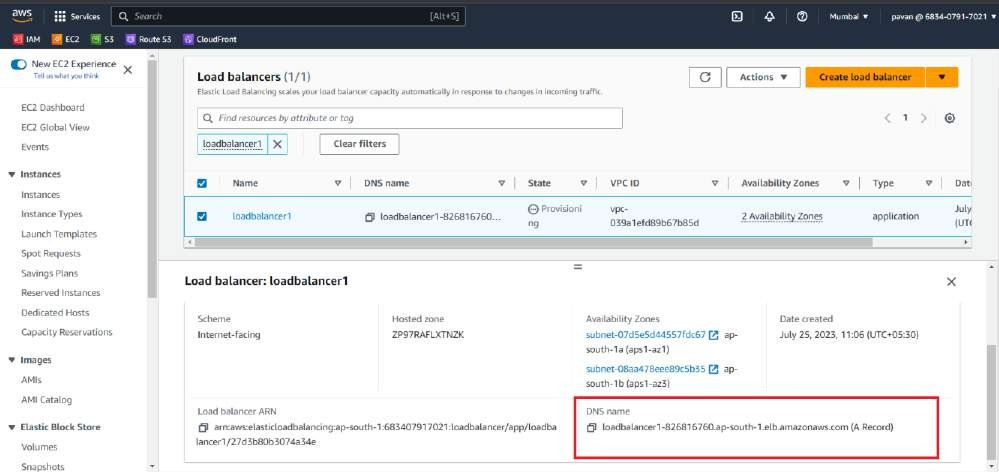 aws
Services
Search
[Alt+S]
Mumbai
pavan @ 6834-0791-7021
IAM
EC2
S3
Route 53
CloudFront
New EC2 Experience
Tell us what you think
EC2 Dashboard
EC2 Global View
Events
Instances
Instances
Instance Types
Launch Templates
Spot Requests
Savings Plans
Reserved Instances
Dedicated Hosts
Capacity Reservations
Images
AMIs
AMI Catalog
Elastic Block Store
Volumes
Snapshots
Load balancers (1/1)
Elastic Load Balancing scales your load balancer capacity automatically in response to changes in incoming traffic.
Actions
Create load balancer
Find resources by attribute or tag
1
loadbalancer1
Clear filters
Name
DNS name
State
VPC ID
Availability Zones
Type
Date
loadbalancer1
loadbalancer1-826816760...
Provisioni
ng
vpc-
039a1efd89b67b85d
2 Availability Zones
application
July
(UT
Load balancer: loadbalancer1
Scheme
Internet-facing
Hosted zone
ZP97RAFLXTNZK
Availability Zones
subnet-07d5e5d44557fdc67 ap-
south-1a (aps1-az1)
subnet-08aa478eee89c5b35 ap-
south-1b (aps1-az3)
Date created
July 25, 2023, 11:06 (UTC+05:30)
Load balancer ARN
arn:aws:elasticloadbalancing:ap-south-1:683407917021:loadbalancer/app/loadba
lancer1/27d3b80b3074a34e
DNS name
loadbalancer1-826816760.ap-south-1.elb.amazonaws.com (A Record)